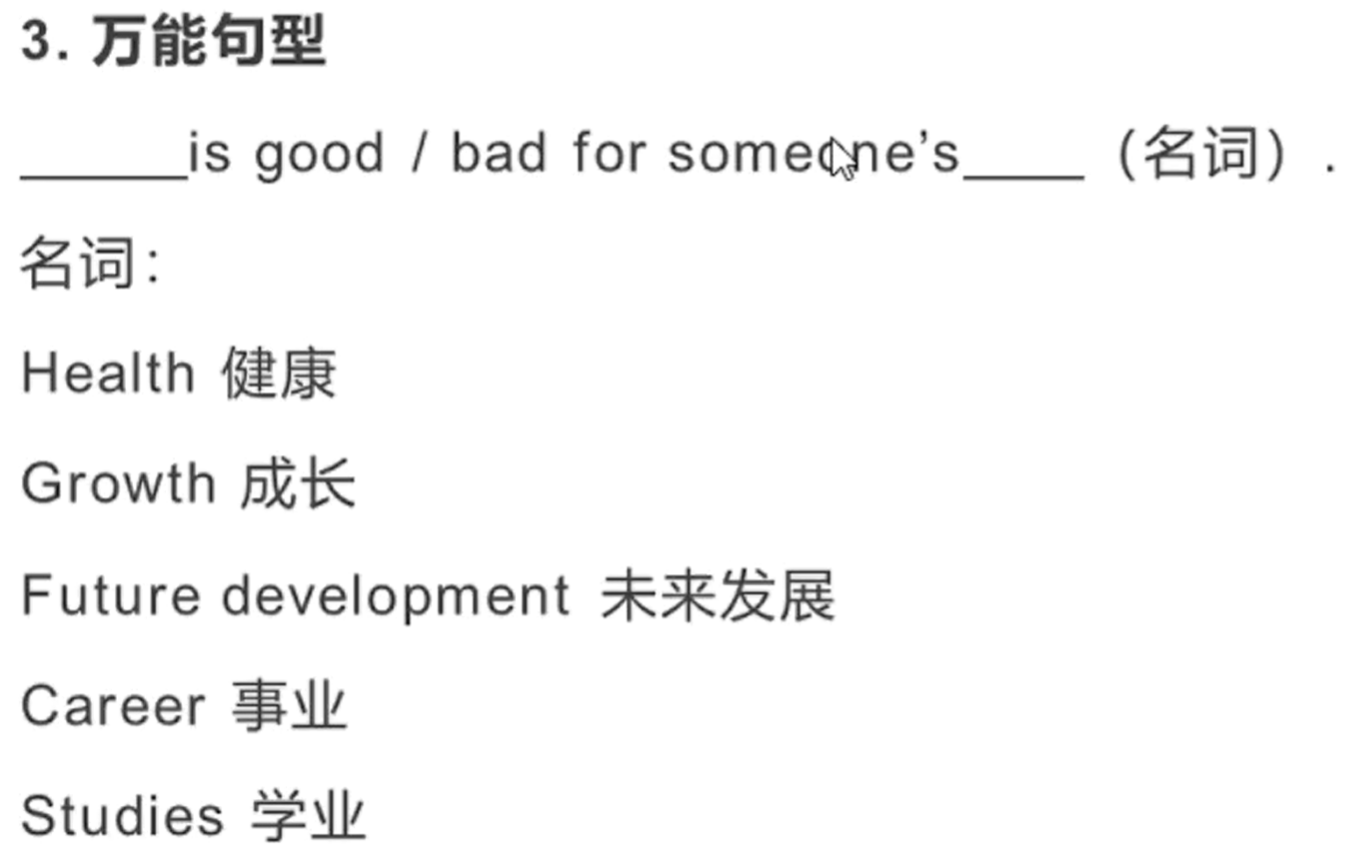 3. 万能句型
______is good / bad for someone’s____（名词）.
名词：
Health 健康
Growth 成长
Future development 未来发展
Career 事业
Studies 学业